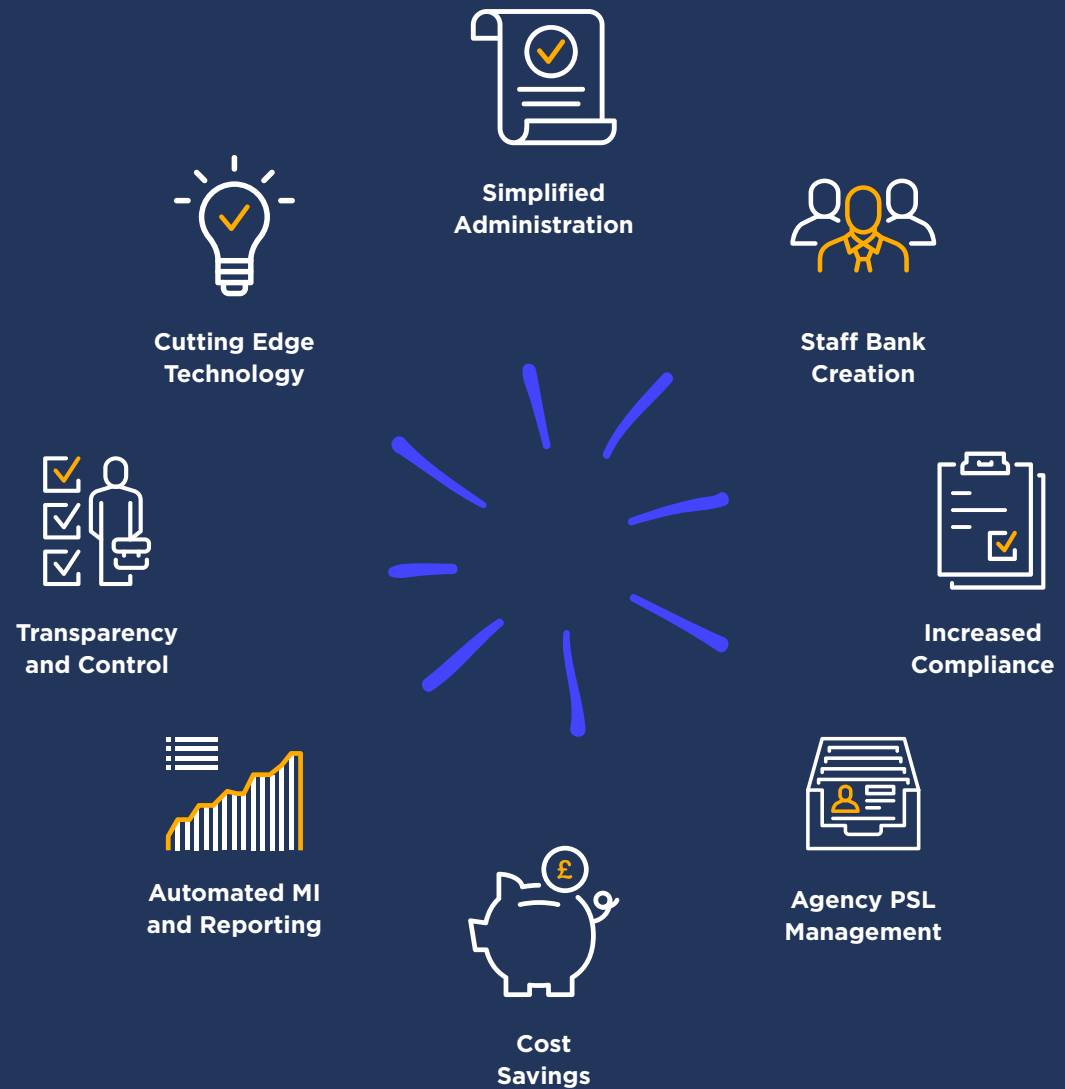 Simplified
Administration
Cutting Edge
Technology
Staff Bank
Creation
Transparency
and Control
Increased
Compliance
Automated MI
and Reporting
£
Agency PSL
Management
Cost
Savings